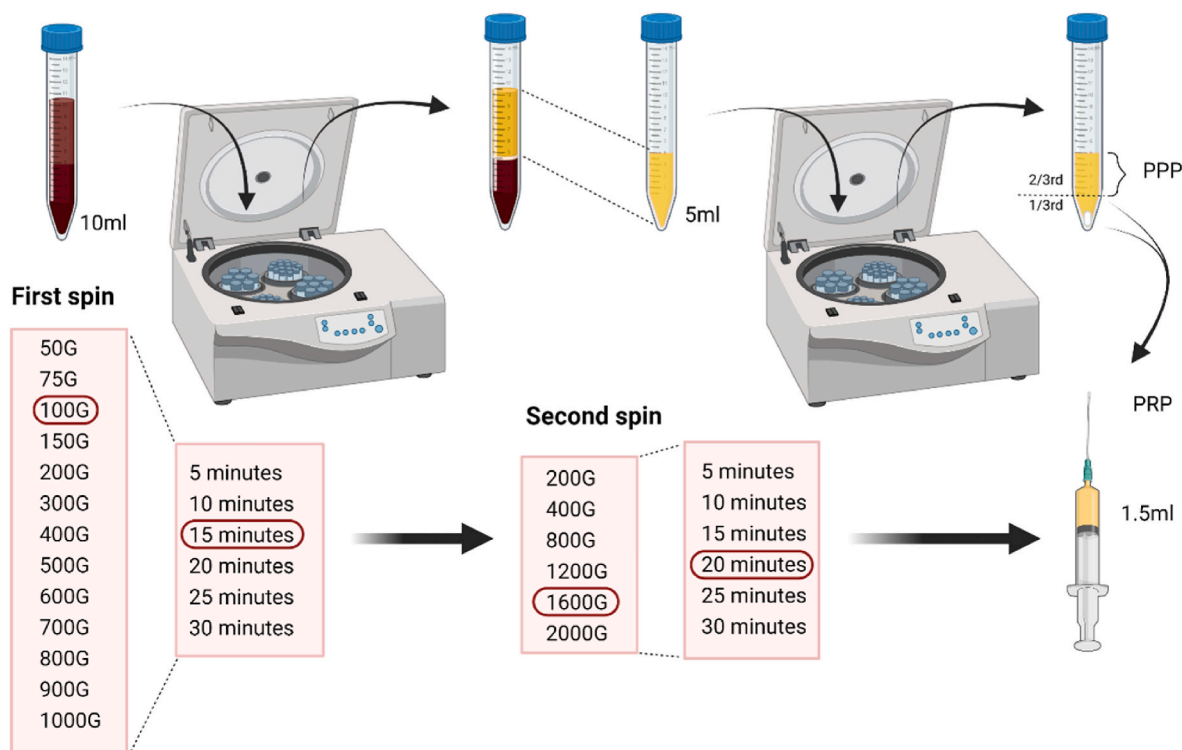 10ml
5ml
2/3rd
1/3rd
PPP
First spin
50G
75G
100G
150G
200G
300G
400G
500G
600G
700G
800G
900G
1000G
5 minutes
10 minutes
15 minutes
20 minutes
25 minutes
30 minutes
Second spin
200G
400G
800G
1200G
1600G
2000G
5 minutes
10 minutes
15 minutes
20 minutes
25 minutes
30 minutes
PRP
1.5ml